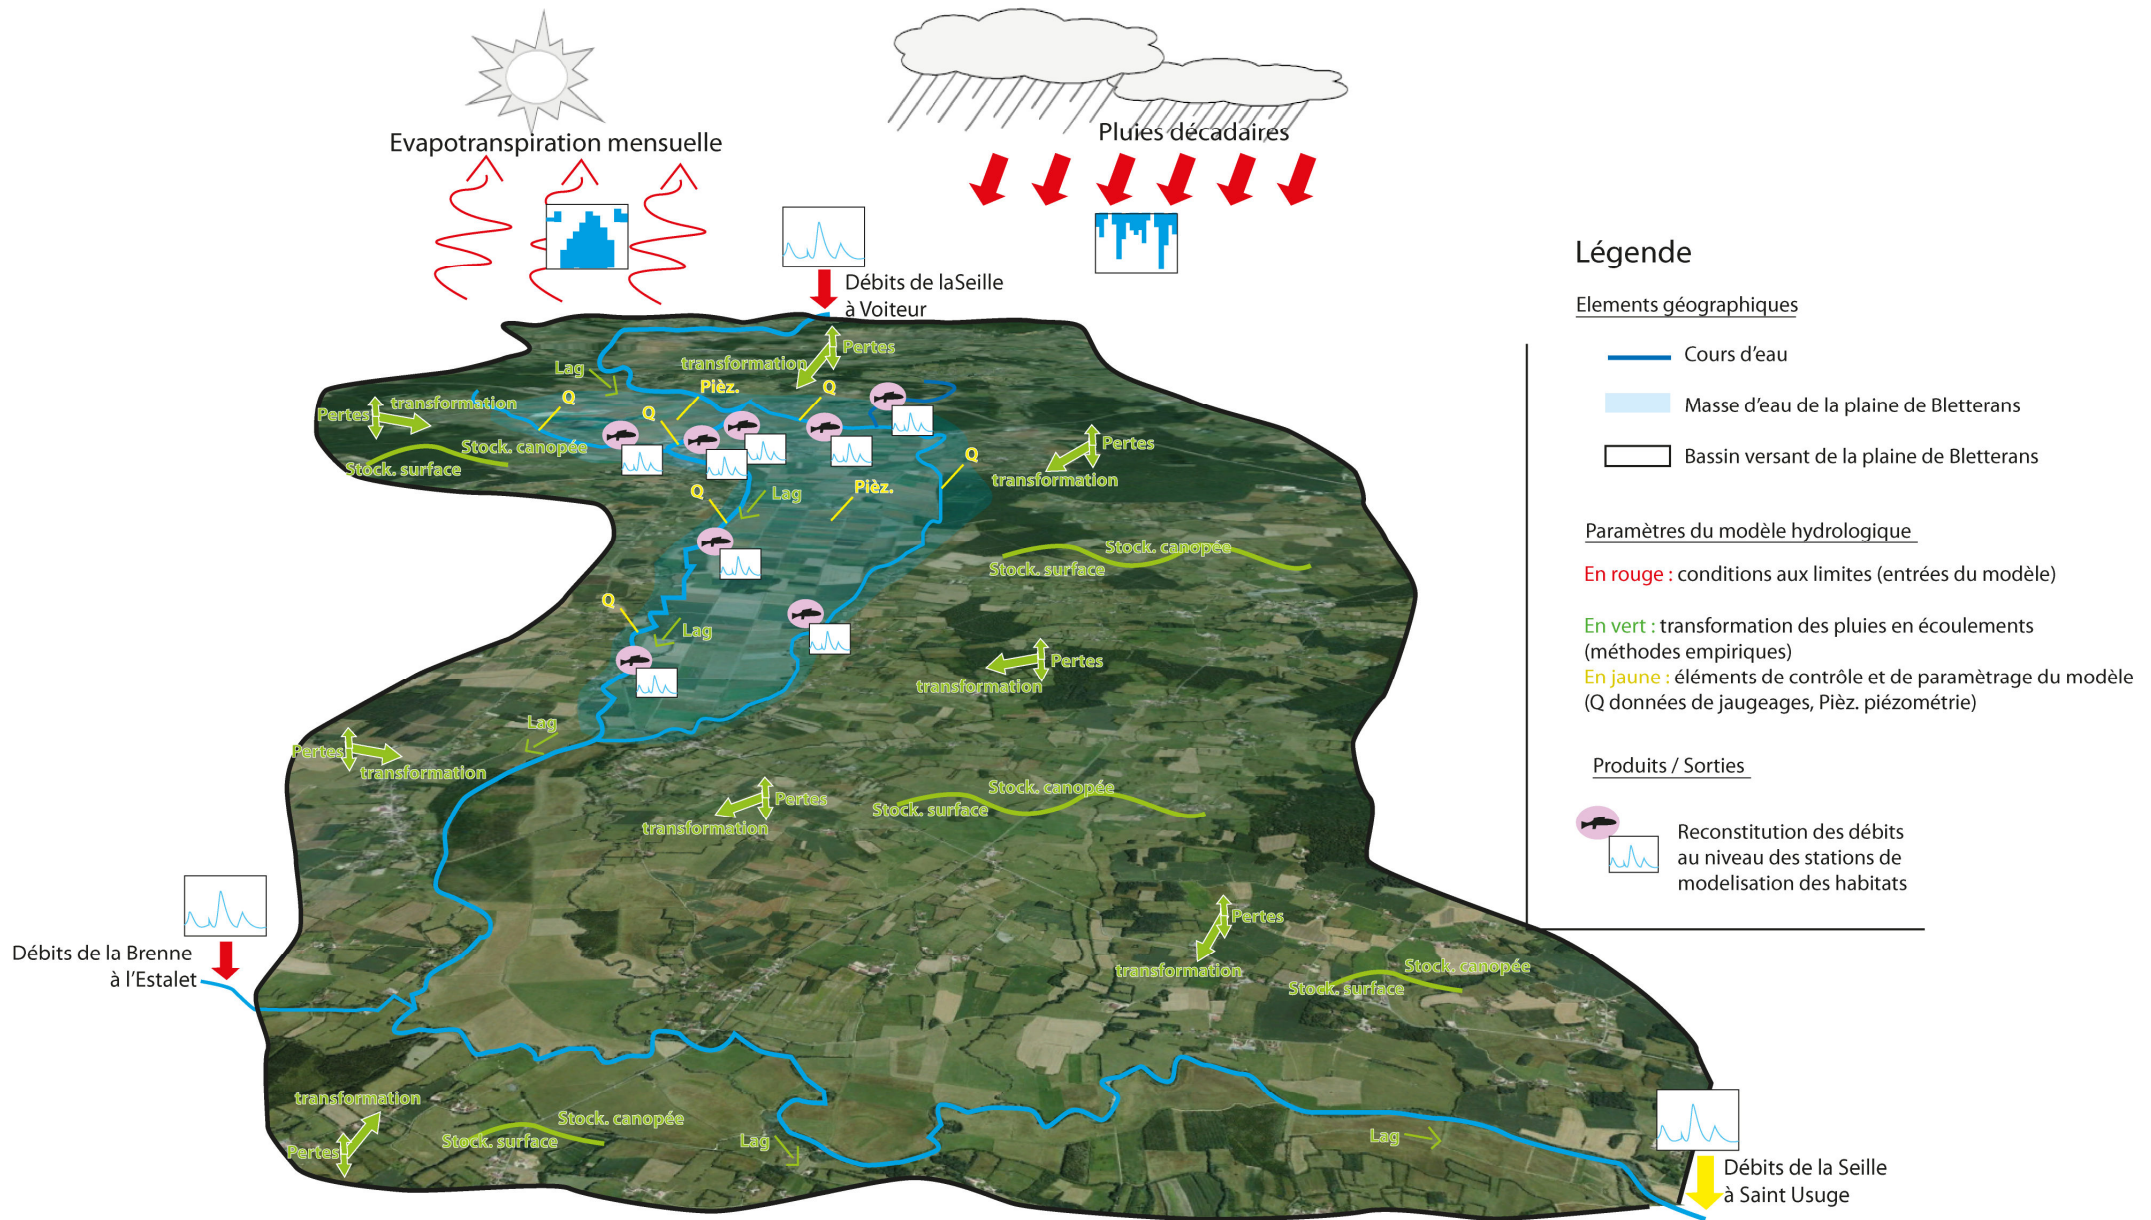 Evapotranspiration mensuelle
Pluies décadaires
Débits de laSeille
à Voiteur
Pertes
transformation
Lag
Pièz.
Q
Q
Q
Pertes
transformation
Stock. canopée
Stock. surface
Pertes
transformation
Q
Q
Lag
Pièz.
Stock. canopée
Stock. surface
Q
Lag
Pertes
transformation
Lag
Pertes
transformation
Pertes
transformation
Stock. canopée
Stock. surface
Pertes
transformation
Stock. canopée
Stock. surface
Débits de la Brenne
à l'Estalet
transformation
Pertes
Stock. canopée
Stock. surface
Lag
Lag
Débits de la Seille
à Saint Usuge
Légende
Elements géographiques
Cours d'eau
Masse d'eau de la plaine de Bletterans
Bassin versant de la plaine de Bletterans
Paramètres du modèle hydrologique
En rouge : conditions aux limites (entrées du modèle)
En vert : transformation des pluies en écoulements
(méthodes empiriques)
En jaune : éléments de contrôle et de paramètrage du modèle
(Q données de jaugeages, Pièz. piézométrie)
Produits / Sorties
Reconstitution des débits
au niveau des stations de
modelisation des habitats